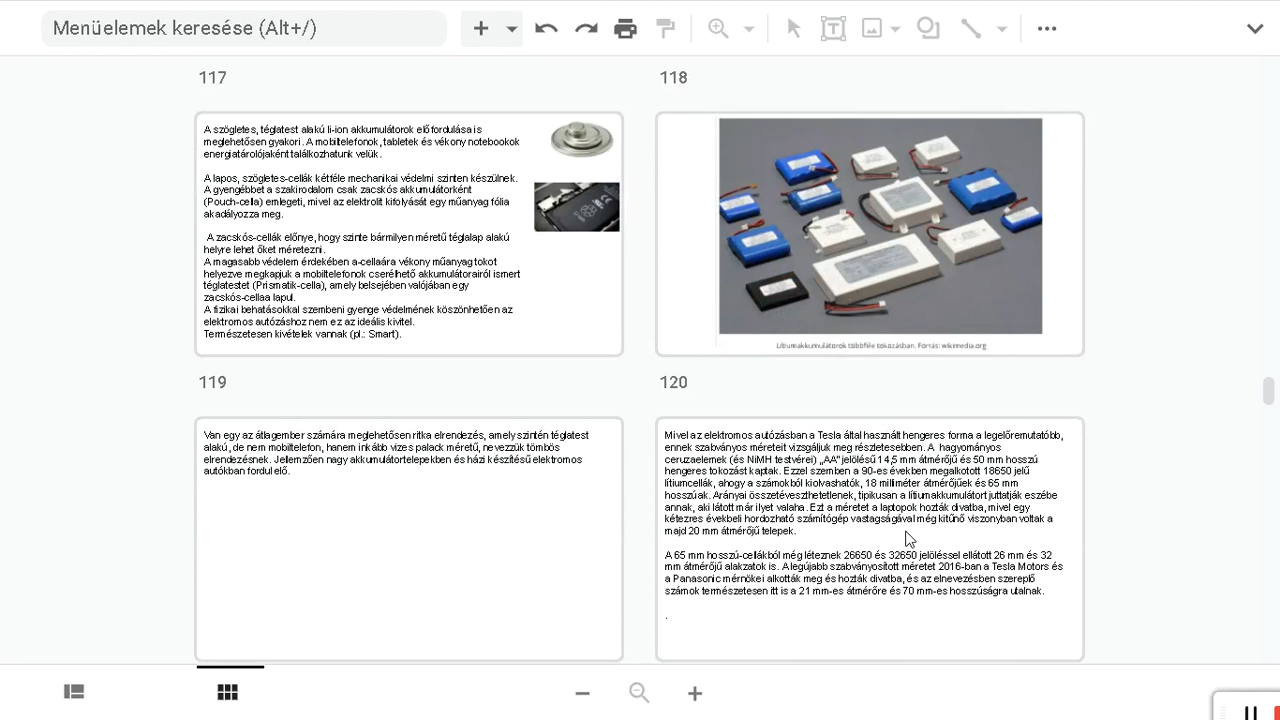 Menüelemek keresése (Alt+/)
117
118
A szögletes, téglatest alakú li-ion akkumulátorok előfordulása is
meglehetősen gyakori. A mobiltelefonok, tabletek és vékony notebookok
energiatárolójaként találkozhatunk velük.
A lapos, szögletes-cellák kétféle mechanikai védelmi szinten készülnek.
A gyengébbet a szakirodalom csak zacskós akkumulátorként
(Pouch-cella) emlegeti, mivel az elektrolit kifolyását egy műanyag fólia
akadályozza meg.
A zacskós-cellák előnye, hogy szinte bármilyen méretű téglalap alakú
helyre lehet őket méretezni.
A magasabb védelem érdekében a-cellaára vékony műanyag tokot
helyezve megkapjuk a mobiltelefonok cserélhető akkumulátorairól ismert
téglatestet (Prismatik-cella), amely belsejében valójában egy
zacskós-cellaa lapul.
A fizikai behatásokkal szembeni gyenge védelmének köszönhetően az
elektromos autózáshoz nem ez az ideális kivitel.
Természetesen kivételek vannak (pl.: Smart).
Lítiumakkumulátorok többféle tokozásban. Forrás: wikimedia.org
119
120
Van egy az átlagember számára meglehetősen ritka elrendezés, amely szintén téglatest
alakú, de nem mobiltelefon, hanem inkább vizes palack méretű, nevezzük tömbös
elrendezésnek. Jellemzően nagy akkumulátortelepekben és házi készítésű elektromos
autókban fordul elő.
Mivel az elektromos autózásban a Tesla által használt hengeres forma a legelőremutatóbb,
ennek szabványos méreteit vizsgáljuk meg részletesebben. A hagyományos
ceruzaelemek (és NiMH testvérei) „AA” jelölésű 14,5 mm átmérőjű és 50 mm hosszú
hengeres tokozást kaptak. Ezzel szemben a 90-es években megalkotott 18650 jelű
lítiumcellák, ahogy a számokból kiolvashatók, 18 milliméter átmérőjűek és 65 mm
hosszúak. Arányai összetéveszthetetlenek, tipikusan a lítiumakkumulátort juttatják eszébe
annak, aki látott már ilyet valaha. Ezt a méretet a laptopok hozták divatba, mivel egy
kétezres évekbeli hordozható számítógép vastagságával még kitűnő viszonyban voltak a
majd 20 mm átmérőjű telepek.
A 65 mm hosszú-cellákból még léteznek 26650 és 32650 jelöléssel ellátott 26 mm és 32
mm átmérőjű alakzatok is. A legújabb szabványosított méretet 2016-ban a Tesla Motors és
a Panasonic mérnökei alkották meg és hozták divatba, és az elnevezésben szereplő
számok természetesen itt is a 21 mm-es átmérőre és 70 mm-es hosszúságra utalnak.
.